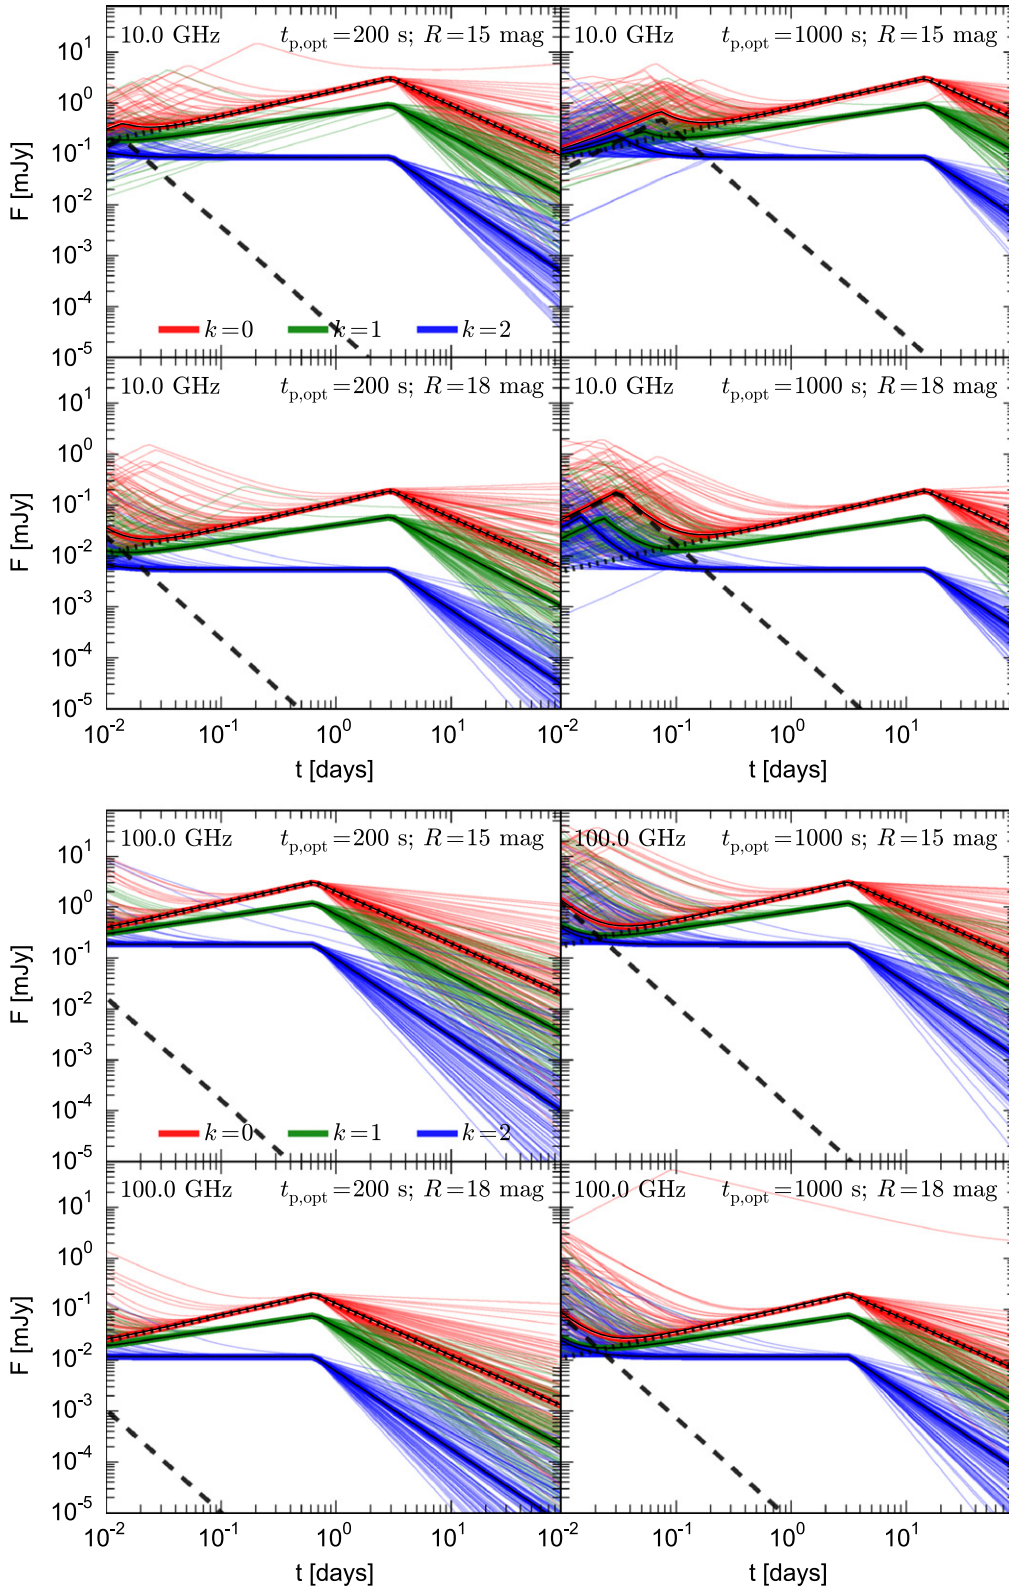 10.0 GHz t_p,opt=200 s; R=15 mag
10.0 GHz t_p,opt=1000 s; R=15 mag
10^1
10^0
10^-1
10^-2
10^-3
10^-4
10^-5
F [mJy]
k=0 k=1 k=2
10.0 GHz t_p,opt=200 s; R=18 mag
10.0 GHz t_p,opt=1000 s; R=18 mag
10^1
10^0
10^-1
10^-2
10^-3
10^-4
10^-5
F [mJy]
10^-2 10^-1 10^0 10^1 10^-2 10^-1 10^0 10^1
t [days] t [days]
100.0 GHz t_p,opt=200 s; R=15 mag
100.0 GHz t_p,opt=1000 s; R=15 mag
10^1
10^0
10^-1
10^-2
10^-3
10^-4
10^-5
F [mJy]
k=0 k=1 k=2
100.0 GHz t_p,opt=200 s; R=18 mag
100.0 GHz t_p,opt=1000 s; R=18 mag
10^1
10^0
10^-1
10^-2
10^-3
10^-4
10^-5
F [mJy]
10^-2 10^-1 10^0 10^1 10^-2 10^-1 10^0 10^1
t [days] t [days]